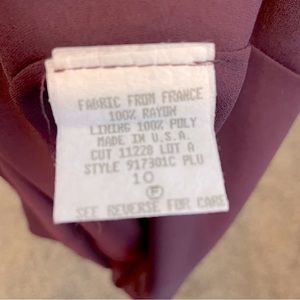 FABRIC FROM FRANCE
100% RAYON
LINING 100% POLY
MADE IN U.S.A.
CUT 11228 LOT A
STYLE 917301C PLU
10
F
SEE REVERSE FOR CARE